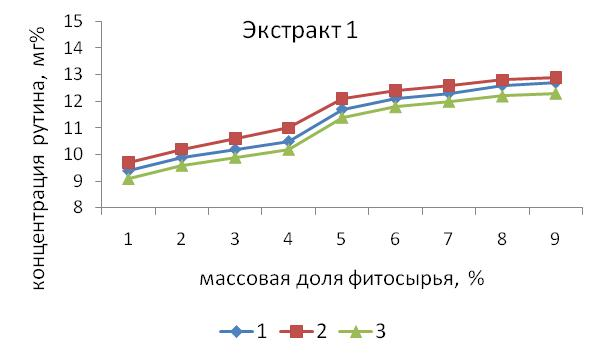 Экстракт 1
концентрация рутина, мг%
15
14
13
12
11
10
9
8
1 2 3 4 5 6 7 8 9
массовая доля фитосырья, %
1 2 3